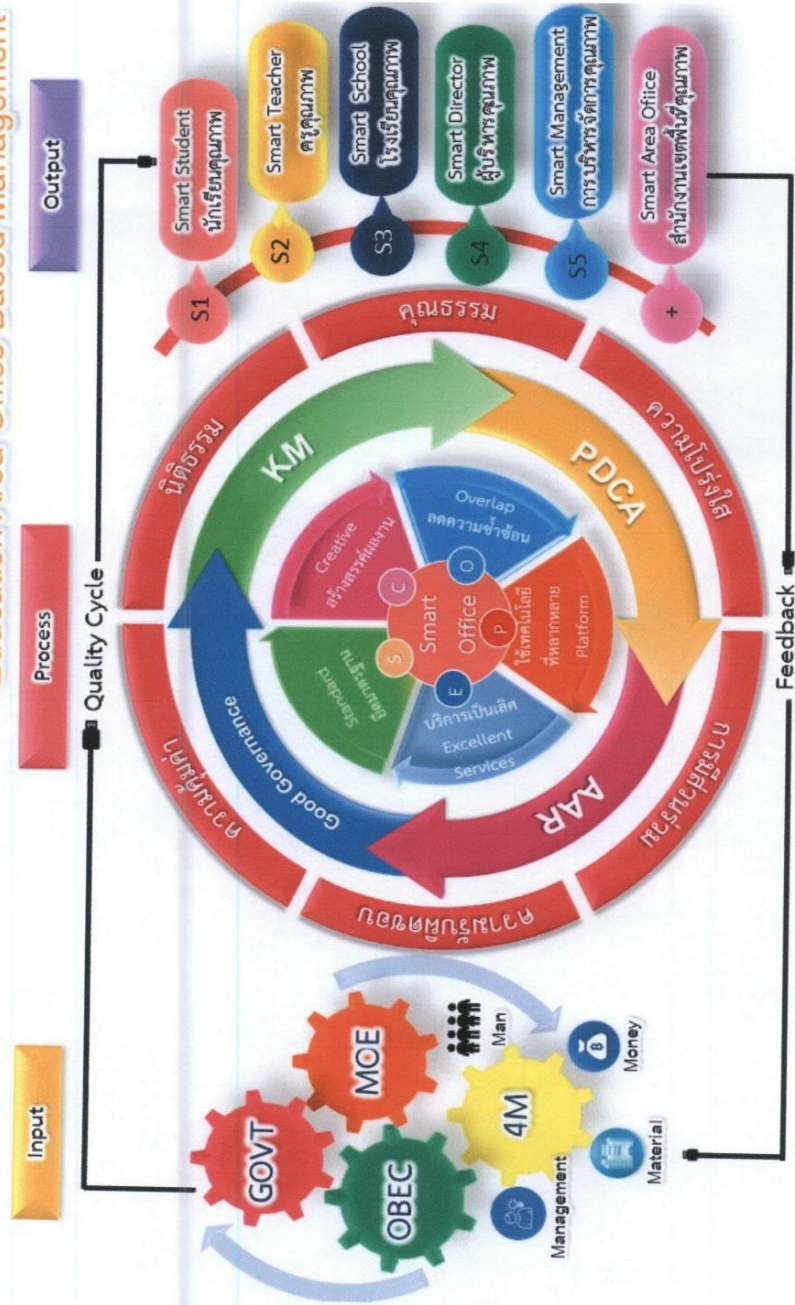 Education Area Office Based Management
Input
Process
Output
Quality Cycle
GOVT
MOE
OBEC
4M
Man
Money
Material
Management
นิติธรรม
คุณธรรม
ความโปร่งใส
การมีส่วนร่วม
ความรับผิดชอบ
ความคุ้มค่า
KM
PDCA
AAR
Good Governance
Creative
สร้างสรรค์ผลงาน
Overlap
ลดความซ้ำซ้อน
ใช้เทคโนโลยี
ที่หลากหลาย
Platform
บริการเป็นเลิศ
Excellent
Services
Standard
ยึดมาตรฐาน
S
C
O
P
E
Smart
Office
S1
Smart Student
นักเรียนคุณภาพ
S2
Smart Teacher
ครูคุณภาพ
S3
Smart School
โรงเรียนคุณภาพ
S4
Smart Director
ผู้บริหารคุณภาพ
S5
Smart Management
การบริหารจัดการคุณภาพ
+
Smart Area Office
สำนักงานเขตพื้นที่คุณภาพ
Feedback